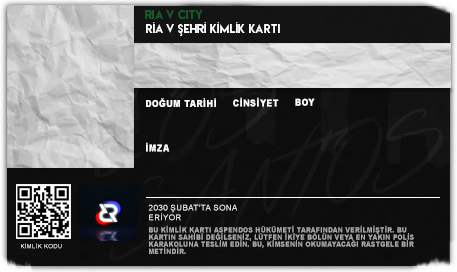 RIA V CITY
RİA V ŞEHRİ KİMLİK KARTI
DOĞUM TARİHİ CİNSİYET BOY
İMZA
2030 ŞUBAT'TA SONA
ERİYOR
BU KİMLİK KARTI ASPENDOS HÜKÜMETİ TARAFINDAN VERİLMİŞTİR. BU
KARTIN SAHİBİ DEĞİLSENİZ, LÜTFEN İKİYE BÖLÜN VEYA EN YAKIN POLİS
KARAKOLUNA TESLİM EDİN. BU, KİMSENİN OKUMAYACAĞI RASTGELE BİR
METİNDİR.
KİMLİK KODU